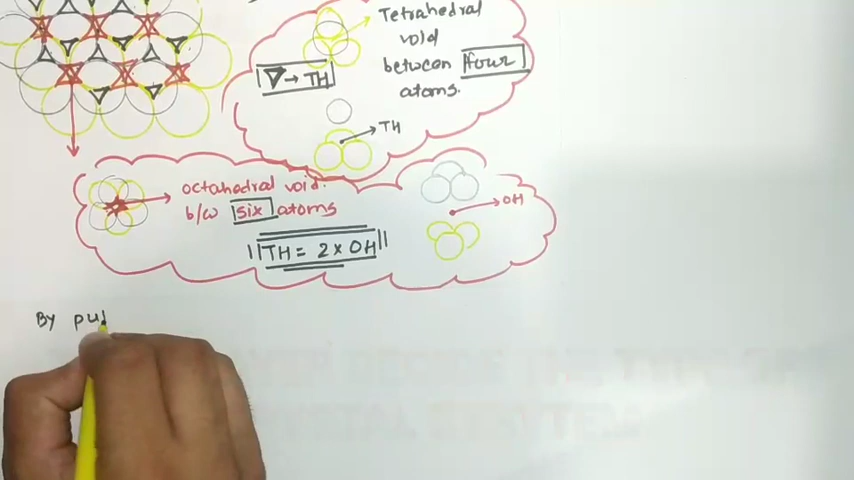 Tetrahedral
void
between four
atoms.
▽→ TH
TH
octahedral void.
b/w six atoms
OH
TH = 2 × OH
By pu